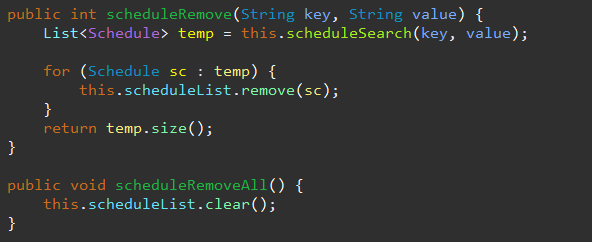 public int scheduleRemove(String key, String value) {
    List<Schedule> temp = this.scheduleSearch(key, value);

    for (Schedule sc : temp) {
        this.scheduleList.remove(sc);
    }
    return temp.size();
}

public void scheduleRemoveAll() {
    this.scheduleList.clear();
}